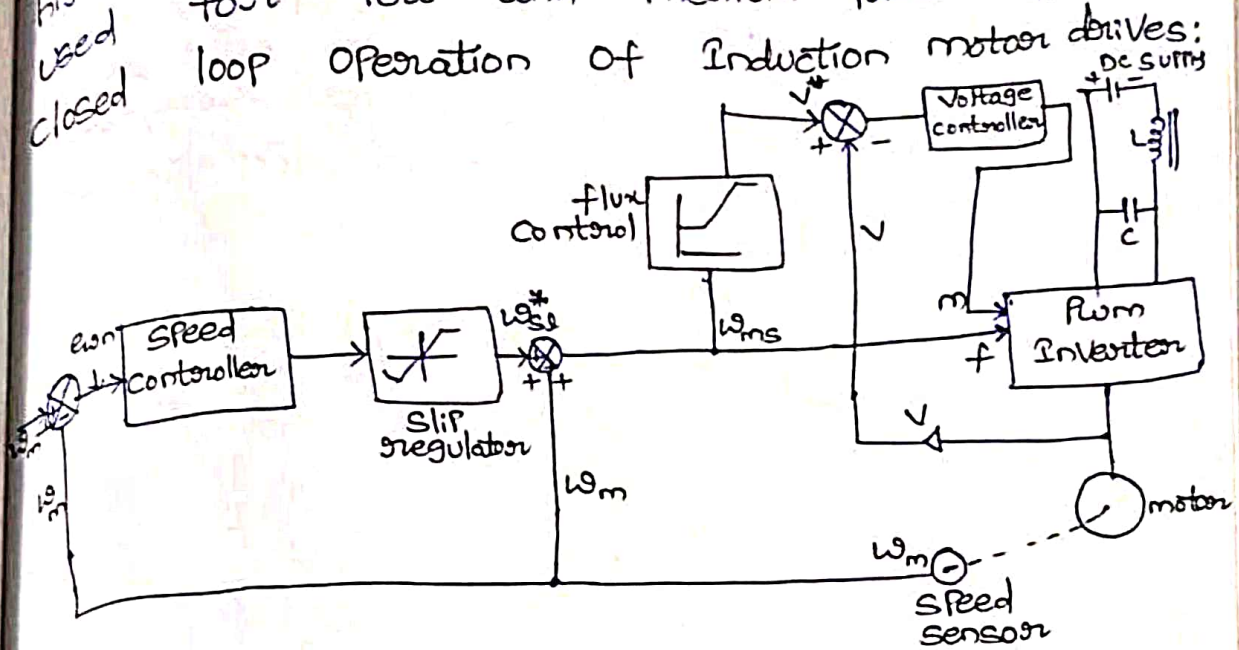 used
loop Operation Of Induction motor drives:
closed
DC Supply
+ -
V*
+ -
Voltage
controller
L
C
flux
Control
V
m
f
PWM
Inverter
ewm
Speed
controller
Slip
regulator
ω*sl
+ +
ωms
V
ωm
ωm
ωm
motor
Speed
sensor